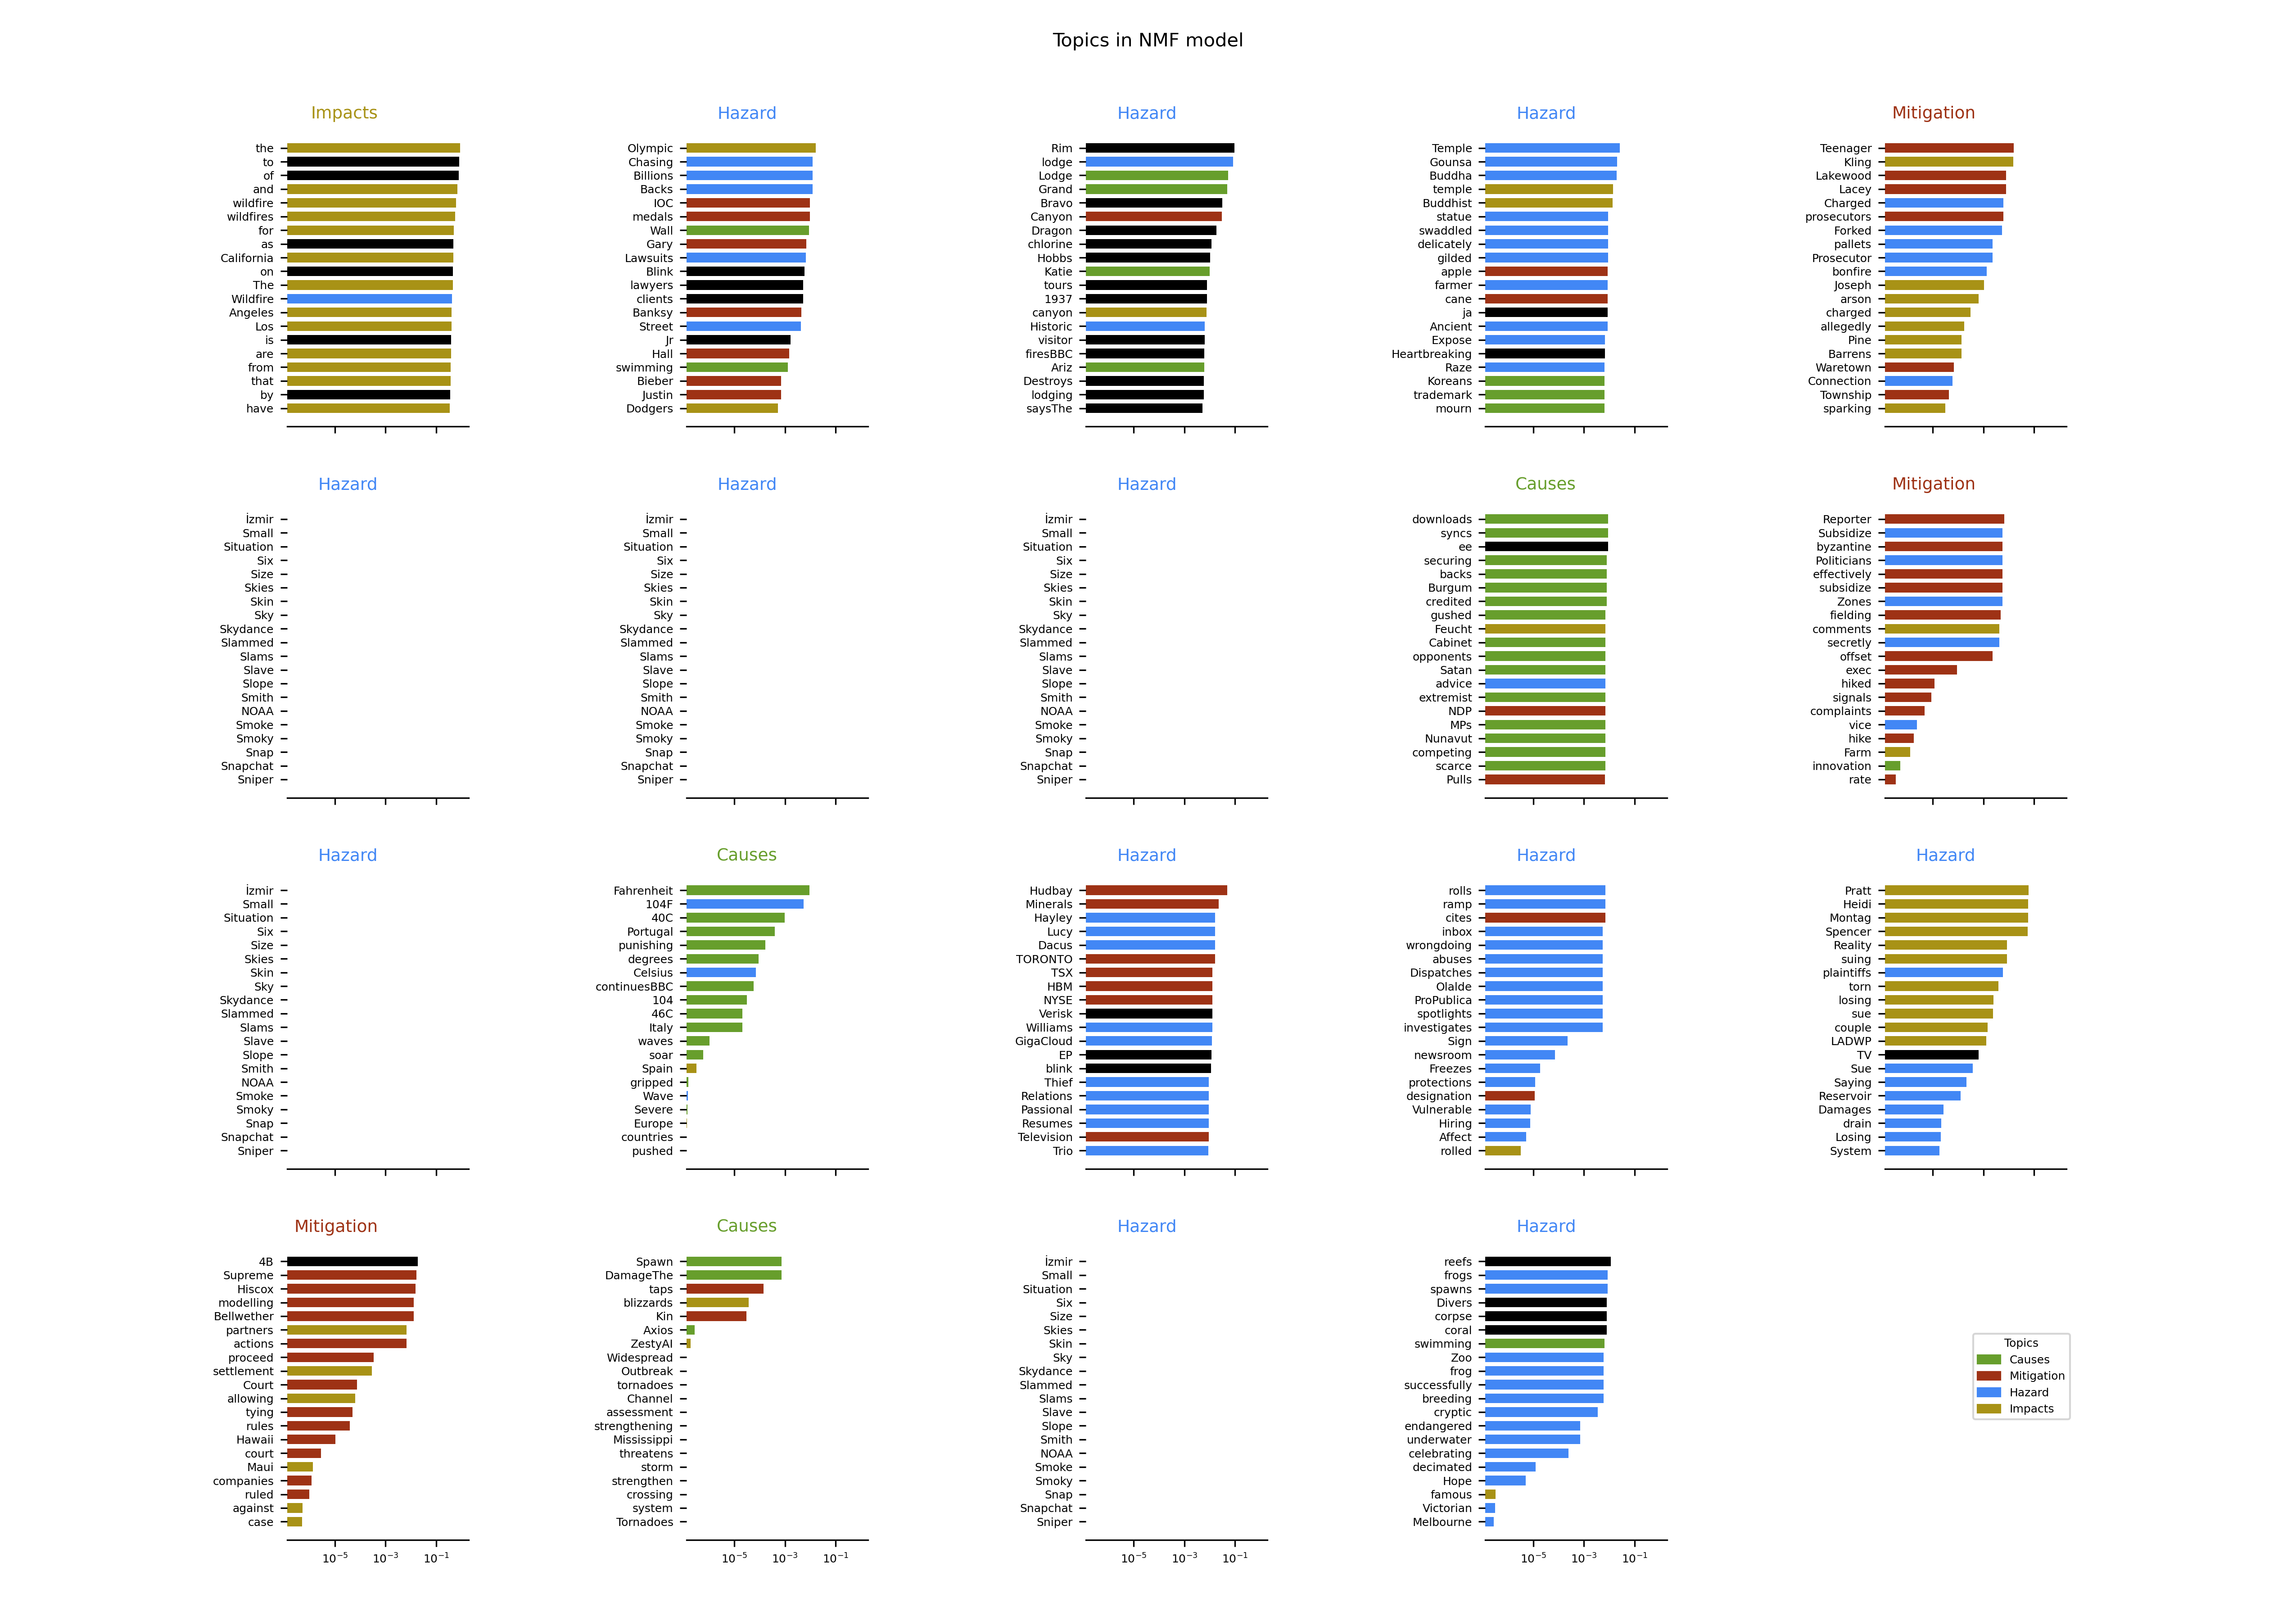 Topics in NMF model
Impacts
the
to
of
and
wildfire
wildfires
for
as
California
on
The
Wildfire
Angeles
Los
is
are
from
that
by
have
Hazard
Olympic
Chasing
Billions
Backs
IOC
medals
Wall
Gary
Lawsuits
Blink
lawyers
clients
Banksy
Street
Jr
Hall
swimming
Bieber
Justin
Dodgers
Hazard
Rim
lodge
Lodge
Grand
Bravo
Canyon
Dragon
chlorine
Hobbs
Katie
tours
1937
canyon
Historic
visitor
firesBBC
Ariz
Destroys
lodging
saysThe
Hazard
Temple
Gounsa
Buddha
temple
Buddhist
statue
swaddled
delicately
gilded
apple
farmer
cane
ja
Ancient
Expose
Heartbreaking
Raze
Koreans
trademark
mourn
Mitigation
Teenager
Kling
Lakewood
Lacey
Charged
prosecutors
Forked
pallets
Prosecutor
bonfire
Joseph
arson
charged
allegedly
Pine
Barrens
Waretown
Connection
Township
sparking
Hazard
İzmir
Small
Situation
Six
Size
Skies
Skin
Sky
Skydance
Slammed
Slams
Slave
Slope
Smith
NOAA
Smoke
Smoky
Snap
Snapchat
Sniper
Hazard
İzmir
Small
Situation
Six
Size
Skies
Skin
Sky
Skydance
Slammed
Slams
Slave
Slope
Smith
NOAA
Smoke
Smoky
Snap
Snapchat
Sniper
Hazard
İzmir
Small
Situation
Six
Size
Skies
Skin
Sky
Skydance
Slammed
Slams
Slave
Slope
Smith
NOAA
Smoke
Smoky
Snap
Snapchat
Sniper
Causes
downloads
syncs
ee
securing
backs
Burgum
credited
gushed
Feucht
Cabinet
opponents
Satan
advice
extremist
NDP
MPs
Nunavut
competing
scarce
Pulls
Mitigation
Reporter
Subsidize
byzantine
Politicians
effectively
subsidize
Zones
fielding
comments
secretly
offset
exec
hiked
signals
complaints
vice
hike
Farm
innovation
rate
Hazard
İzmir
Small
Situation
Six
Size
Skies
Skin
Sky
Skydance
Slammed
Slams
Slave
Slope
Smith
NOAA
Smoke
Smoky
Snap
Snapchat
Sniper
Causes
Fahrenheit
104F
40C
Portugal
punishing
degrees
Celsius
continuesBBC
104
46C
Italy
waves
soar
Spain
gripped
Wave
Severe
Europe
countries
pushed
Hazard
Hudbay
Minerals
Hayley
Lucy
Dacus
TORONTO
TSX
HBM
NYSE
Verisk
Williams
GigaCloud
EP
blink
Thief
Relations
Passional
Resumes
Television
Trio
Hazard
rolls
ramp
cites
inbox
wrongdoing
abuses
Dispatches
Olalde
ProPublica
spotlights
investigates
Sign
newsroom
Freezes
protections
designation
Vulnerable
Hiring
Affect
rolled
Hazard
Pratt
Heidi
Montag
Spencer
Reality
suing
plaintiffs
torn
losing
sue
couple
LADWP
TV
Sue
Saying
Reservoir
Damages
drain
Losing
System
Mitigation
4B
Supreme
Hiscox
modelling
Bellwether
partners
actions
proceed
settlement
Court
allowing
tying
rules
Hawaii
court
Maui
companies
ruled
against
case
10⁻⁵ 10⁻³ 10⁻¹
Causes
Spawn
DamageThe
taps
blizzards
Kin
Axios
ZestyAI
Widespread
Outbreak
tornadoes
Channel
assessment
strengthening
Mississippi
threatens
storm
strengthen
crossing
system
Tornadoes
10⁻⁵ 10⁻³ 10⁻¹
Hazard
İzmir
Small
Situation
Six
Size
Skies
Skin
Sky
Skydance
Slammed
Slams
Slave
Slope
Smith
NOAA
Smoke
Smoky
Snap
Snapchat
Sniper
10⁻⁵ 10⁻³ 10⁻¹
Hazard
reefs
frogs
spawns
Divers
corpse
coral
swimming
Zoo
frog
successfully
breeding
cryptic
endangered
underwater
celebrating
decimated
Hope
famous
Victorian
Melbourne
10⁻⁵ 10⁻³ 10⁻¹
Topics
Causes
Mitigation
Hazard
Impacts